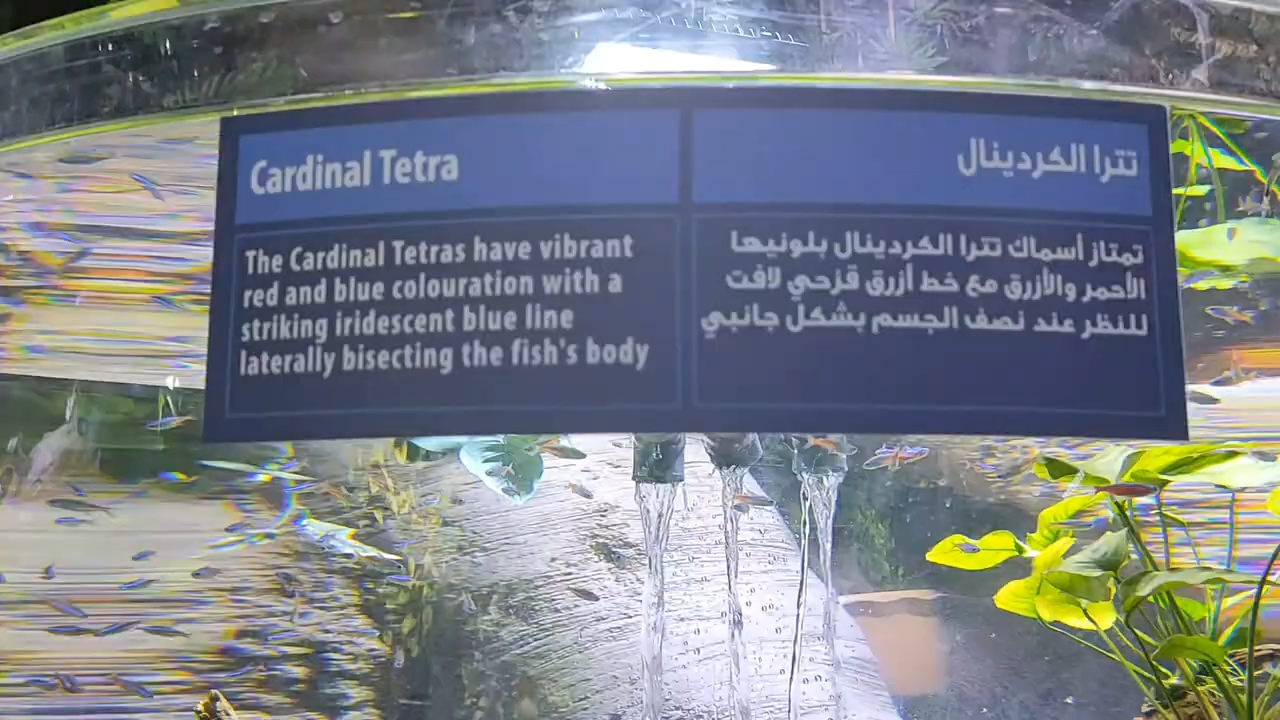 Cardinal Tetra
The Cardinal Tetras have vibrant
red and blue colouration with a
striking iridescent blue line
laterally bisecting the fish's body
تترا الكردينال
تمتاز أسماك تترا الكردينال بلونيها
الأحمر والأزرق مع خط أزرق قزحي لافت
للنظر عند نصف الجسم بشكل جانبي